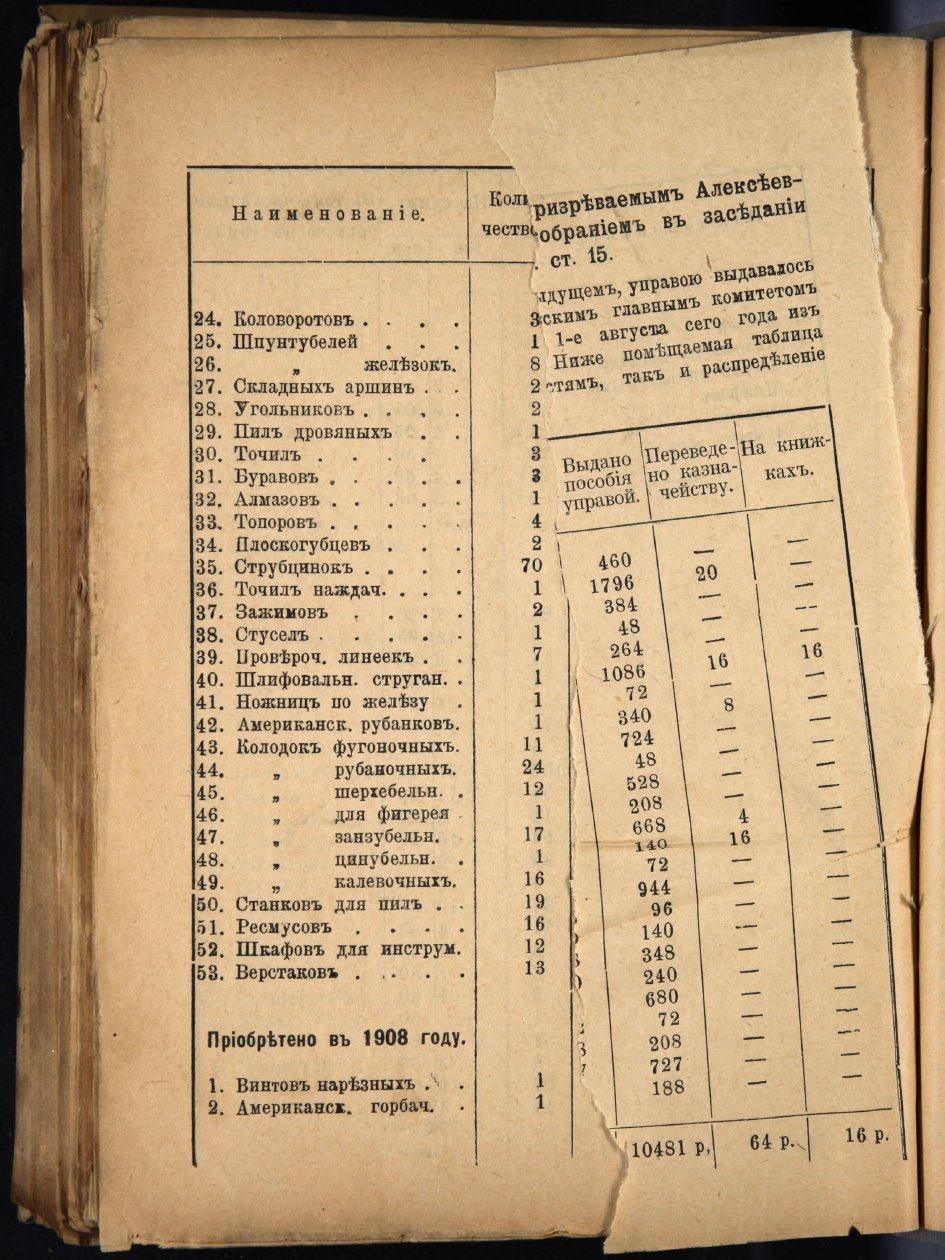 Наименованіе.
Коли
честв
24. Коловоротовъ . . . . 3
25. Шпунтубелей . . . 1
26. „ желѣзокъ. 8
27. Складныхъ аршинъ . . 2
28. Угольниковъ . . . . 2
29. Пилъ дровяныхъ . . 1
30. Точилъ . . . . 3
31. Буравовъ . . . . . 3
32. Алмазовъ . . . . . 1
33. Топоровъ . . . . . 4
34. Плоскогубцевъ . . . 2
35. Струбцинокъ . . . . 70
36. Точилъ наждач. . . . 1
37. Зажимовъ . . . . 2
38. Стуселъ . . . . . 1
39. Провѣроч. линеекъ . . 7
40. Шлифовальн. струган. . 1
41. Ножницъ по желѣзу . 1
42. Американск. рубанковъ. 1
43. Колодокъ фугоночныхъ. 11
44. „ рубаночныхъ. 24
45. „ шерхебельн. . 12
46. „ для фигерея . 1
47. „ занзубельн. 17
48. „ цинубельн. . 1
49. „ калевочныхъ. 16
50. Станковъ для пилъ . . 19
51. Ресмусовъ . . . . 16
52. Шкафовъ для инструм. 12
53. Верстаковъ . . . . . 13
Пріобрѣтено въ 1908 году.
1. Винтовъ нарѣзныхъ . . 1
2. Американск. горбач. . 1
ризрѣваемымъ Алексѣев-
обраніемъ въ засѣданіи
. ст. 15.
дущемъ, управою выдавалось
скимъ главнымъ комитетомъ
1-е августа сего года изъ
Ниже помѣщаемая таблица
стямъ, такъ и распредѣленіе
Выдано
пособія
управой.
Переведе-
но казна-
чейству.
На книж-
кахъ.
460 — —
1796 20 —
384 — —
48 — —
264 — —
1086 16 16
72 — —
340 8 —
724 — —
48 — —
528 — —
208 — —
668 4 —
140 16 —
72 — —
944 — —
96 — —
140 — —
348 — —
240 — —
680 — —
72 — —
208 — —
727 — —
188 — —
10481 р, 64 р. 16 р.